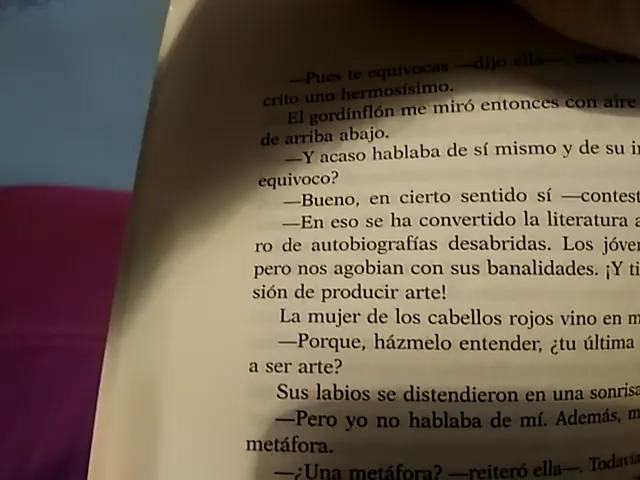 —Pues te equivocas —dijo ella—,
crito uno hermosísimo.
El gordinflón me miró entonces con aire
de arriba abajo.
—Y acaso hablaba de sí mismo y de su
equivoco?
—Bueno, en cierto sentido sí —contest
—En eso se ha convertido la literatura a
ro de autobiografías desabridas. Los jóve
pero nos agobian con sus banalidades. ¡Y ti
sión de producir arte!
La mujer de los cabellos rojos vino en m
—Porque, házmelo entender, ¿tu última
a ser arte?
Sus labios se distendieron en una sonrisa
—Pero yo no hablaba de mí. Además, m
metáfora.
—¿Una metáfora? —reiteró ella—. Todavía